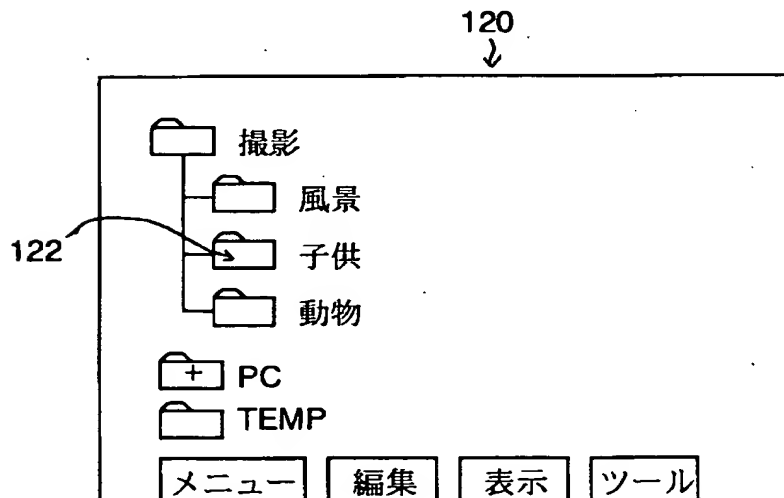 120
撮影
風景
122 子供
動物
+ PC
TEMP
メニュー 編集 表示 ツール